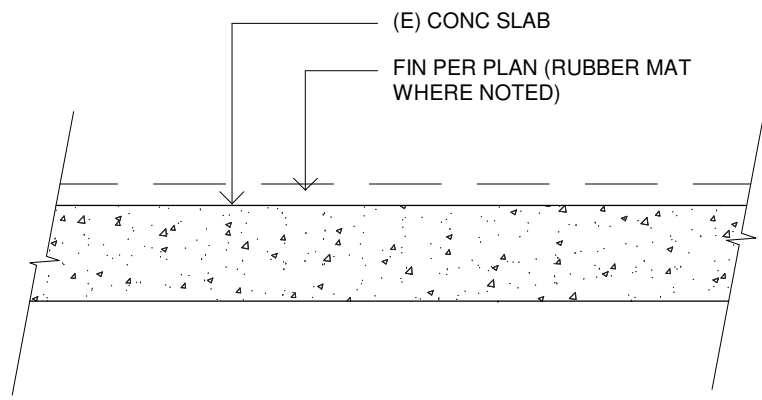 (E) CONC SLAB
FIN PER PLAN (RUBBER MAT
WHERE NOTED)